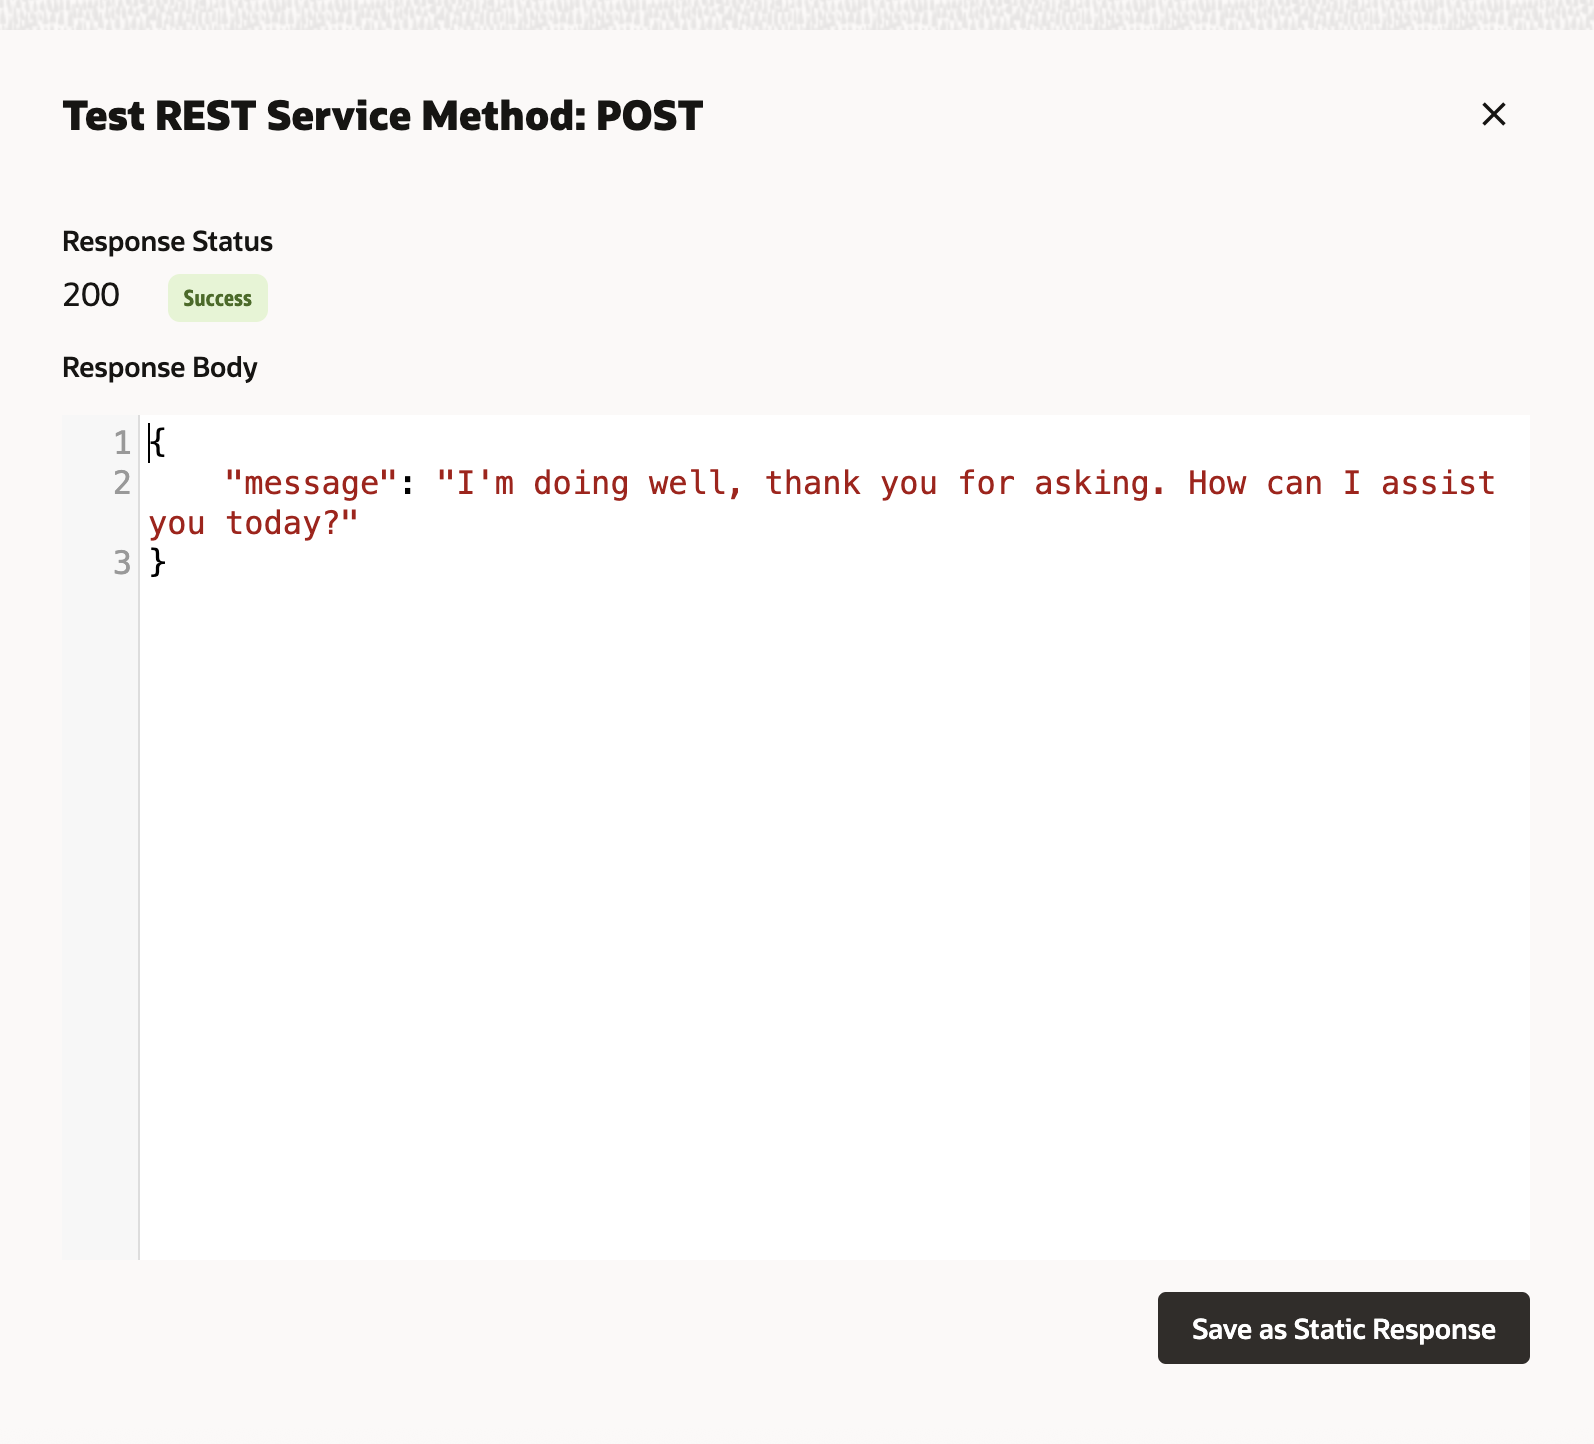 Test REST Service Method: POST
Response Status
200 Success
Response Body
1 {
2 "message": "I'm doing well, thank you for asking. How can I assist
you today?"
3 }
Save as Static Response